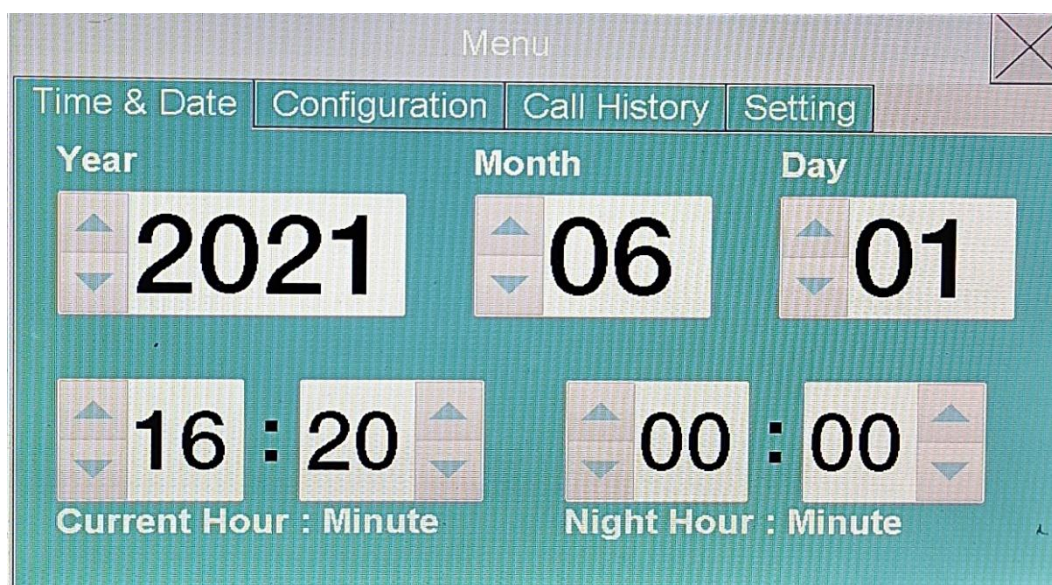 Menu
Time & Date Configuration Call History Setting
Year Month Day
2021 06 01
16 : 20 00 : 00
Current Hour : Minute Night Hour : Minute